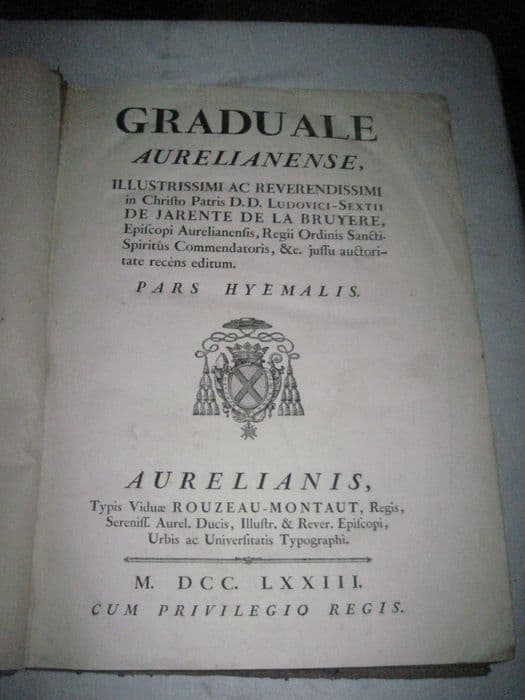 GRADUALE
AURELIANENSE,
ILLUSTRISSIMI AC REVERENDISSIMI
in Chriſto Patris D. D. LUDOVICI-SEXTII
DE JARENTE DE LA BRUYERE,
Epiſcopi Aurelianenſis, Regii Ordinis Sancti-
Spiritûs Commendatoris, &c. juſſu auctori-
tate recèns editum.
PARS HYEMALIS.
AURELIANIS,
Typis Viduæ ROUZEAU-MONTAUT, Regis,
Sereniſſ. Aurel. Ducis, Illuſtr. & Rever. Epiſcopi,
Urbis ac Univerſitatis Typographi.
M. DCC. LXXIII.
CUM PRIVILEGIO REGIS.